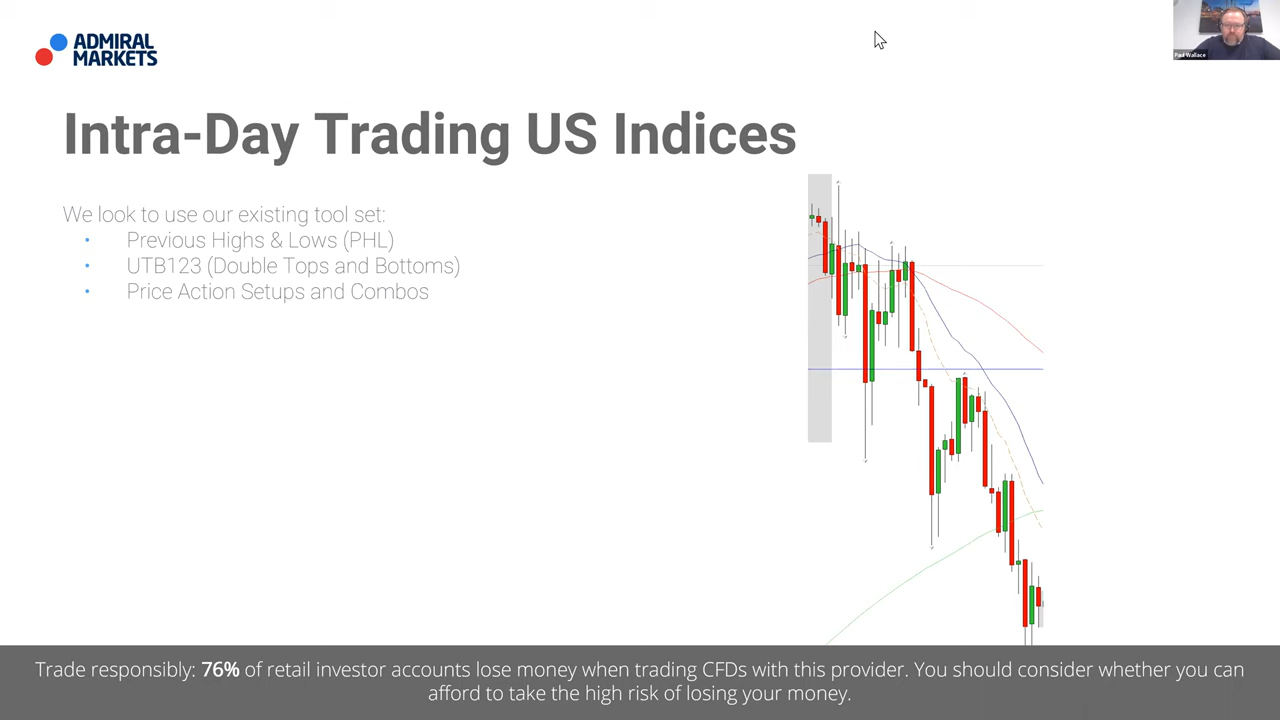 ADMIRAL
MARKETS
Paul Wallace
Intra-Day Trading US Indices
We look to use our existing tool set:
• Previous Highs & Lows (PHL)
• UTB123 (Double Tops and Bottoms)
• Price Action Setups and Combos
Trade responsibly: 76% of retail investor accounts lose money when trading CFDs with this provider. You should consider whether you can
afford to take the high risk of losing your money.